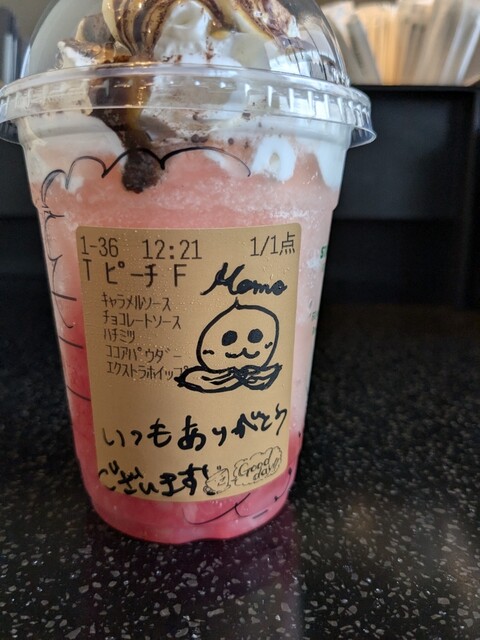 1-36 12:21 1/1点
T ピーチ F
Momo
キャラメルソース
チョコレートソース
ハチミツ
ココアパウダー
エクストラホイップ
いつもありがとう
ございます!
Good
day!!